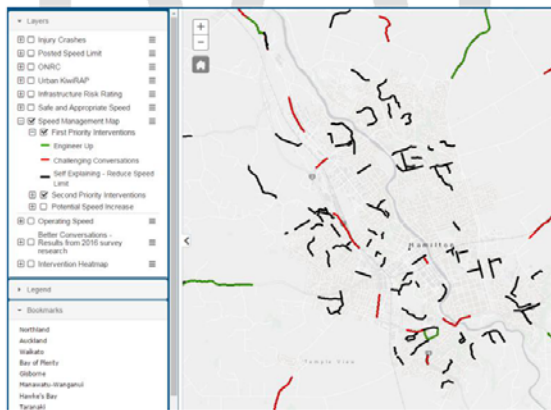 Layers
Injury Crashes
Posted Speed Limit
ONRC
Urban KiwiRAP
Infrastructure Risk Rating
Safe and Appropriate Speed
Speed Management Map
First Priority Interventions
Engineer Up
Challenging Conversations
Self Explaining - Reduce Speed
Limit
Second Priority Interventions
Potential Speed Increase
Operating Speed
Better Conversations -
Results from 2016 survey
research
Intervention Heatmap
Legend
Bookmarks
Northland
Auckland
Waikato
Bay of Plenty
Gisborne
Manawatu-Wanganui
Hawke's Bay
Taranaki
+
−
Hamilton
Temple View